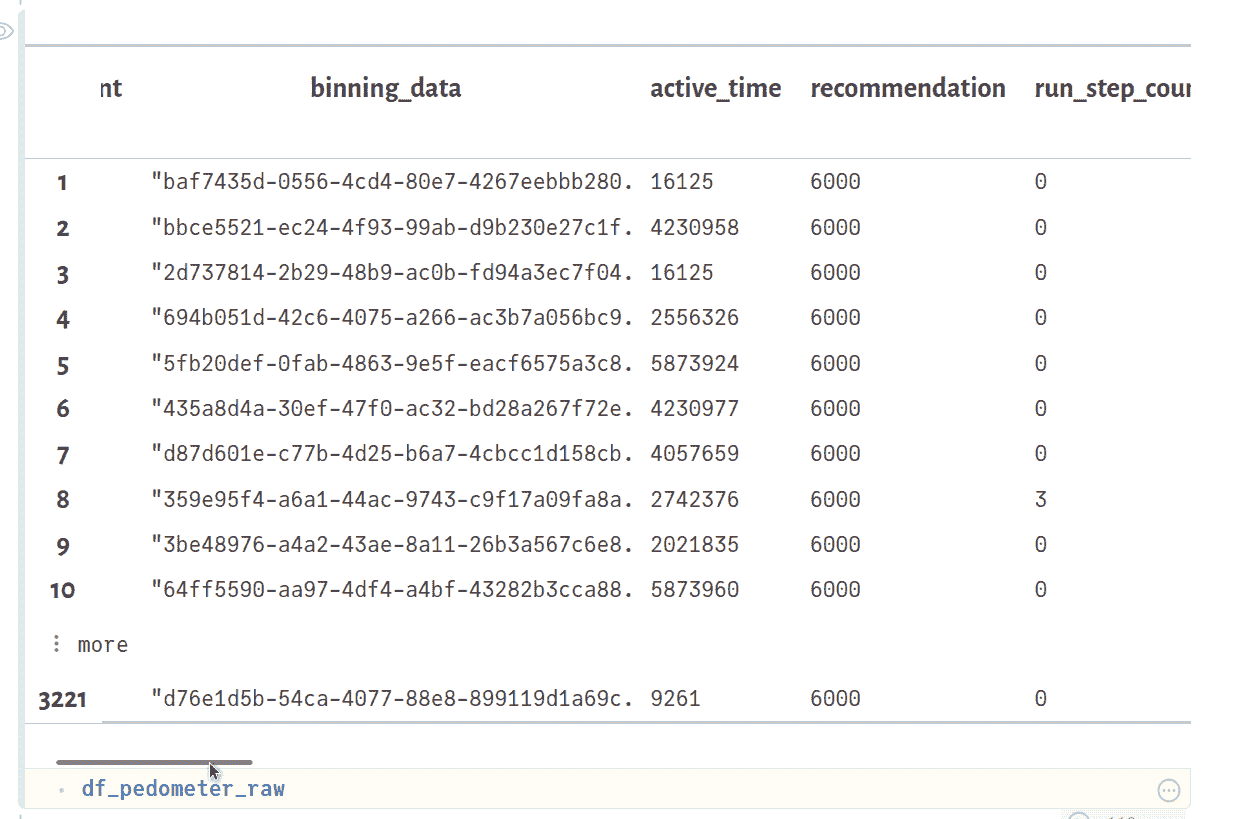 nt binning_data active_time recommendation run_step_cour
1 "baf7435d-0556-4cd4-80e7-4267eebbb280. 16125 6000 0
2 "bbce5521-ec24-4f93-99ab-d9b230e27c1f. 4230958 6000 0
3 "2d737814-2b29-48b9-ac0b-fd94a3ec7f04. 16125 6000 0
4 "694b051d-42c6-4075-a266-ac3b7a056bc9. 2556326 6000 0
5 "5fb20def-0fab-4863-9e5f-eacf6575a3c8. 5873924 6000 0
6 "435a8d4a-30ef-47f0-ac32-bd28a267f72e. 4230977 6000 0
7 "d87d601e-c77b-4d25-b6a7-4cbcc1d158cb. 4057659 6000 0
8 "359e95f4-a6a1-44ac-9743-c9f17a09fa8a. 2742376 6000 3
9 "3be48976-a4a2-43ae-8a11-26b3a567c6e8. 2021835 6000 0
10 "64ff5590-aa97-4df4-a4bf-43282b3cca88. 5873960 6000 0
⋮ more
3221 "d76e1d5b-54ca-4077-88e8-899119d1a69c. 9261 6000 0
df_pedometer_raw